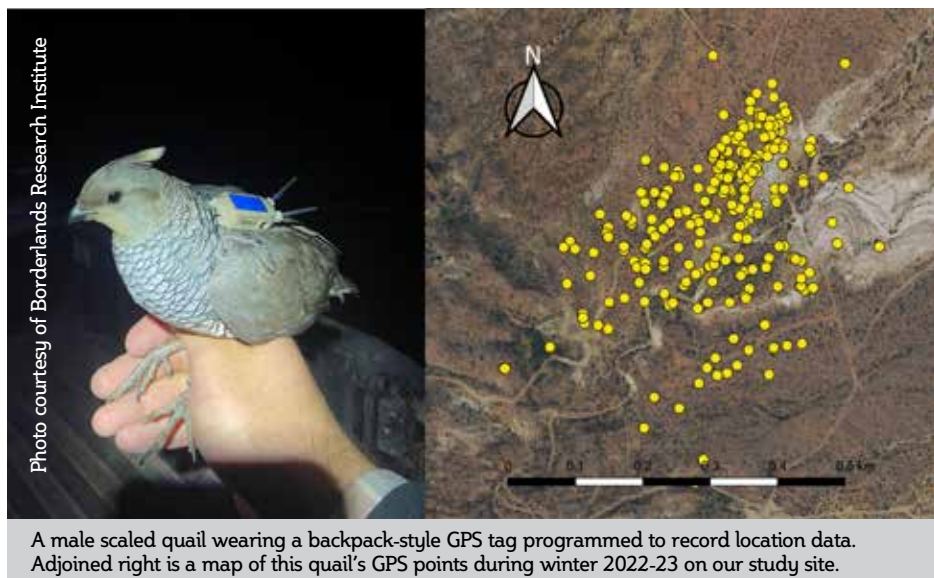 Photo courtesy of Borderlands Research Institute
N
0 0.1 0.2 0.3 0.4 0.5 km
A male scaled quail wearing a backpack-style GPS tag programmed to record location data.
Adjoined right is a map of this quail’s GPS points during winter 2022-23 on our study site.